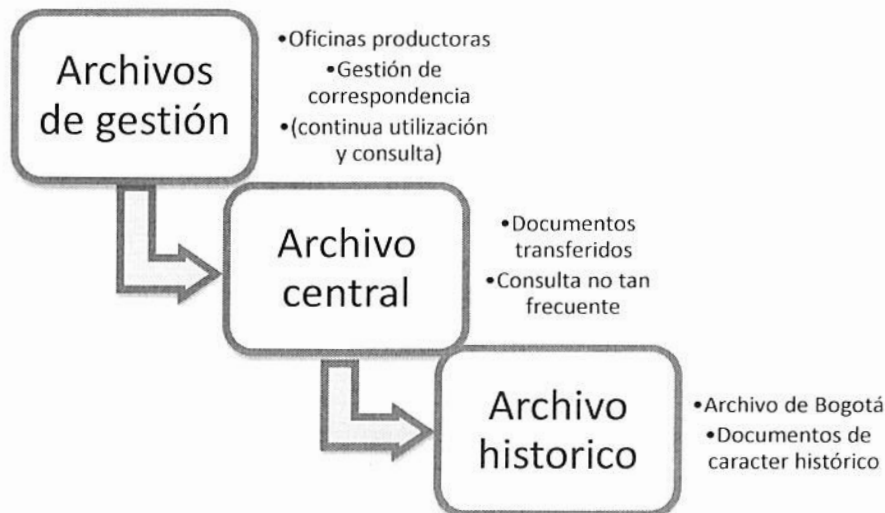 Archivos
de gestión
•Oficinas productoras
•Gestión de
correspondencia
•(continua utilización
y consulta)
Archivo
central
•Documentos
transferidos
•Consulta no tan
frecuente
Archivo
historico
•Archivo de Bogotá
•Documentos de
caracter histórico